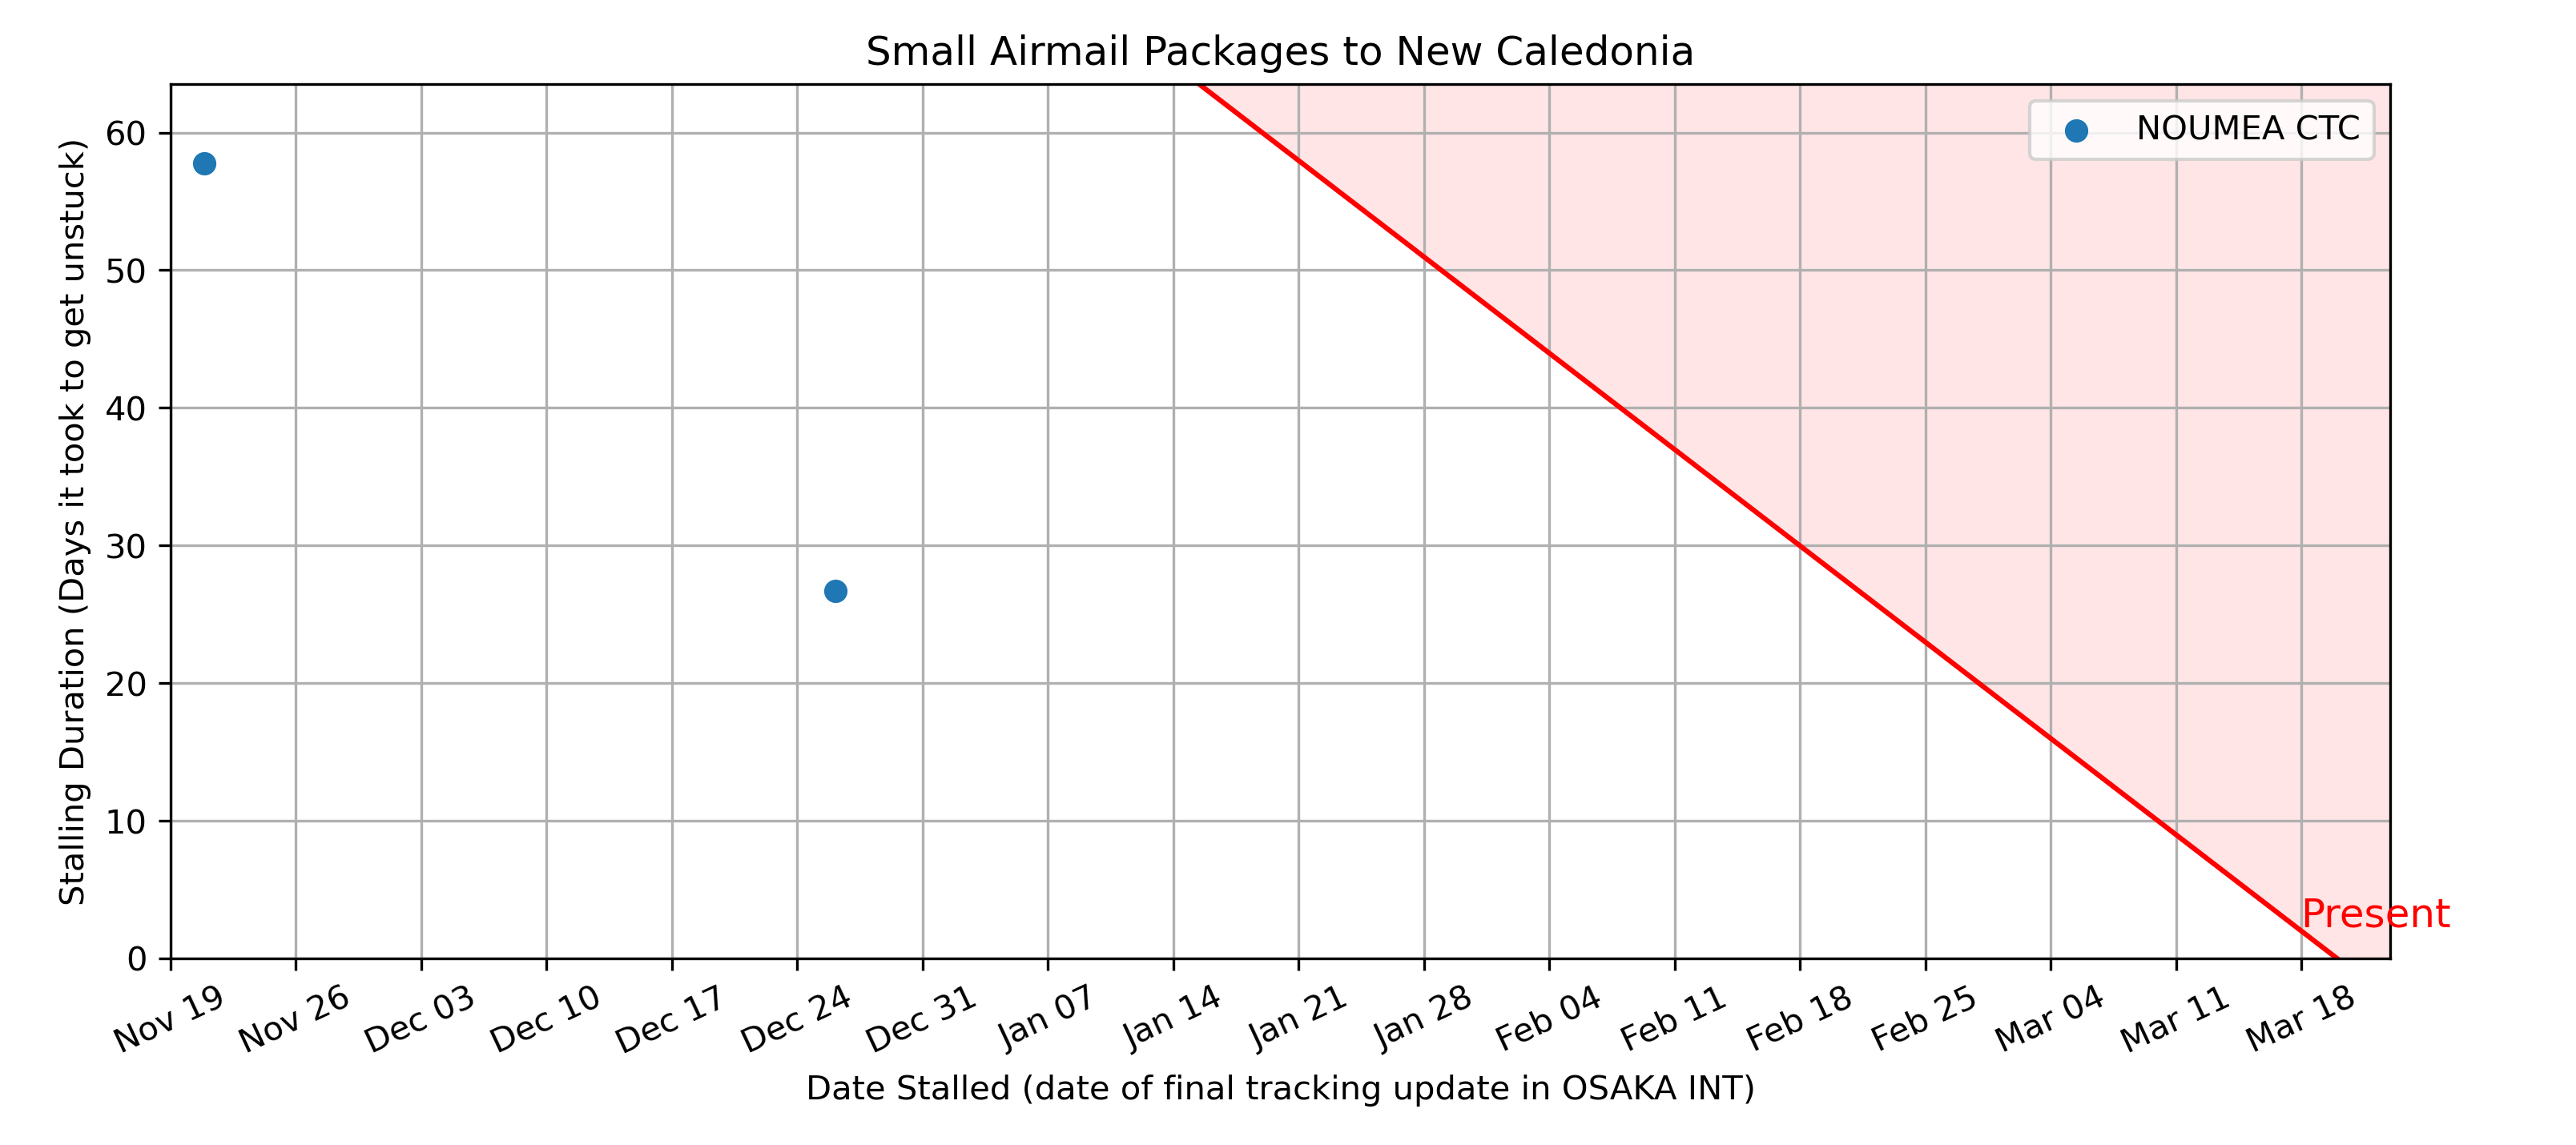 Small Airmail Packages to New Caledonia
NOUMEA CTC
Stalling Duration (Days it took to get unstuck)
60
50
40
30
20
10
0
Present
Nov 19
Nov 26
Dec 03
Dec 10
Dec 17
Dec 24
Dec 31
Jan 07
Jan 14
Jan 21
Jan 28
Feb 04
Feb 11
Feb 18
Feb 25
Mar 04
Mar 11
Mar 18
Date Stalled (date of final tracking update in OSAKA INT)